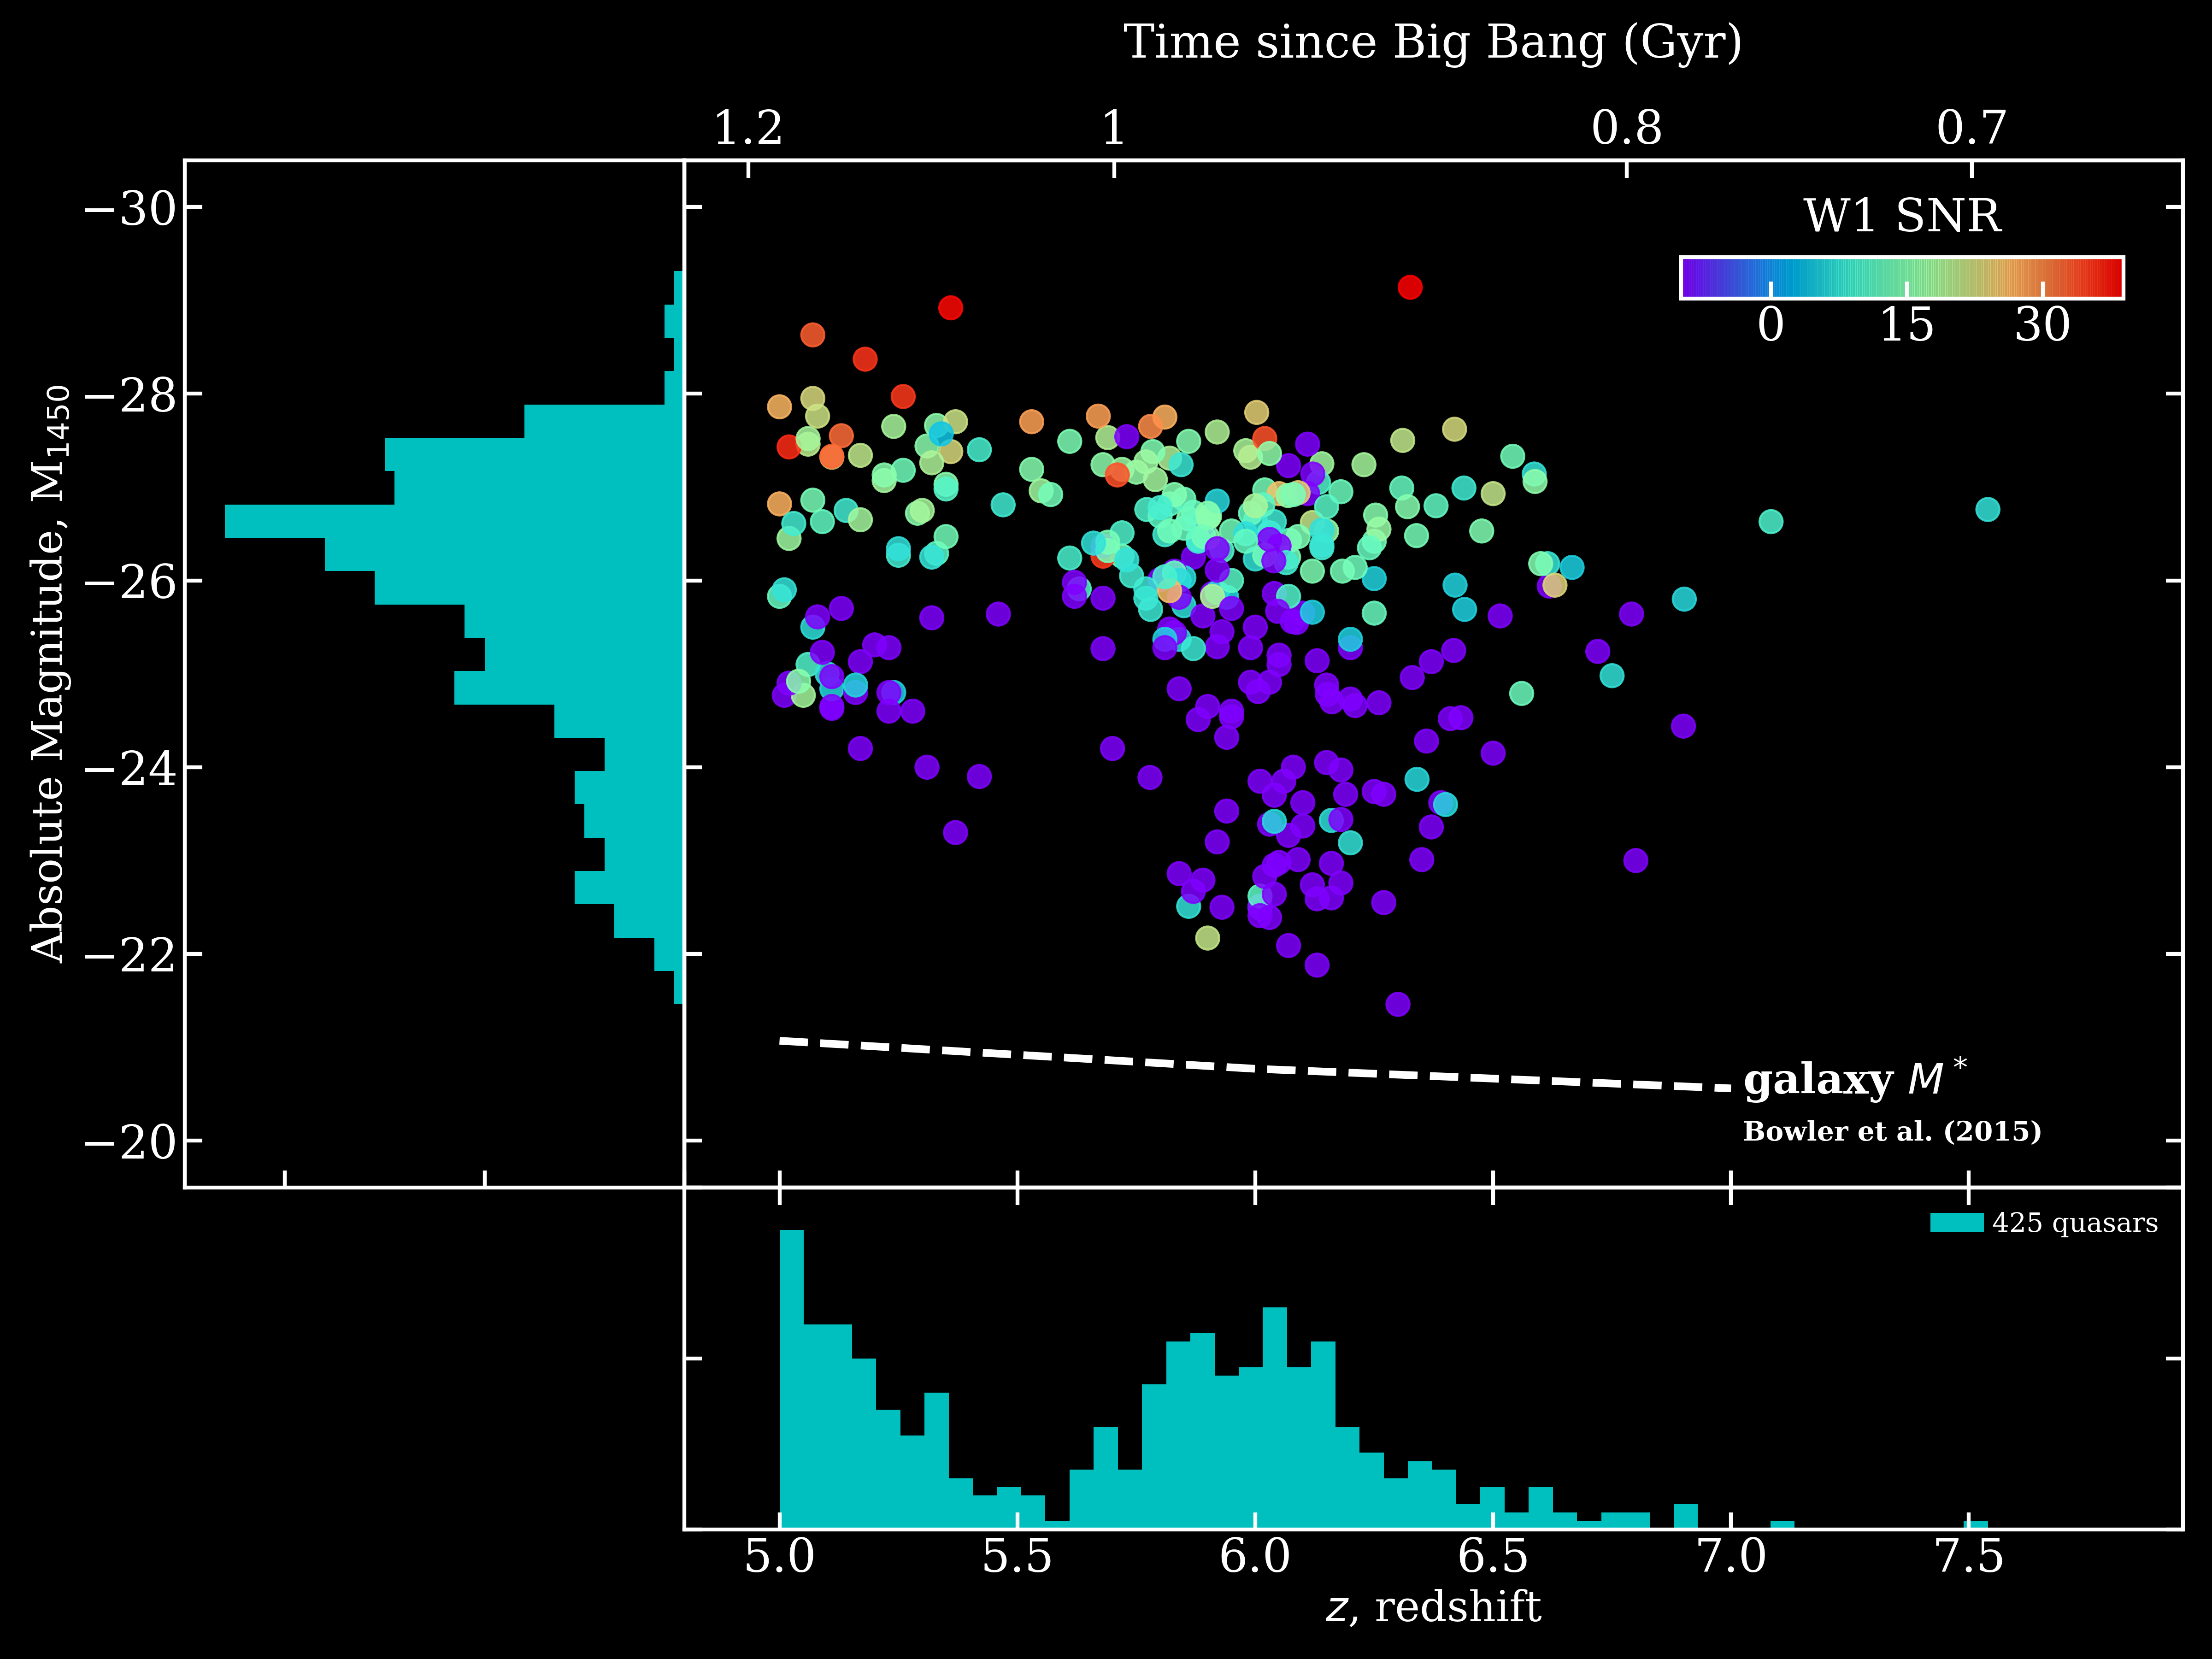 Time since Big Bang (Gyr)
1.2 1 0.8 0.7
W1 SNR
0 15 30
Absolute Magnitude, M₁₄₅₀
−30
−28
−26
−24
−22
−20
galaxy M*
Bowler et al. (2015)
425 quasars
5.0 5.5 6.0 6.5 7.0 7.5
z, redshift